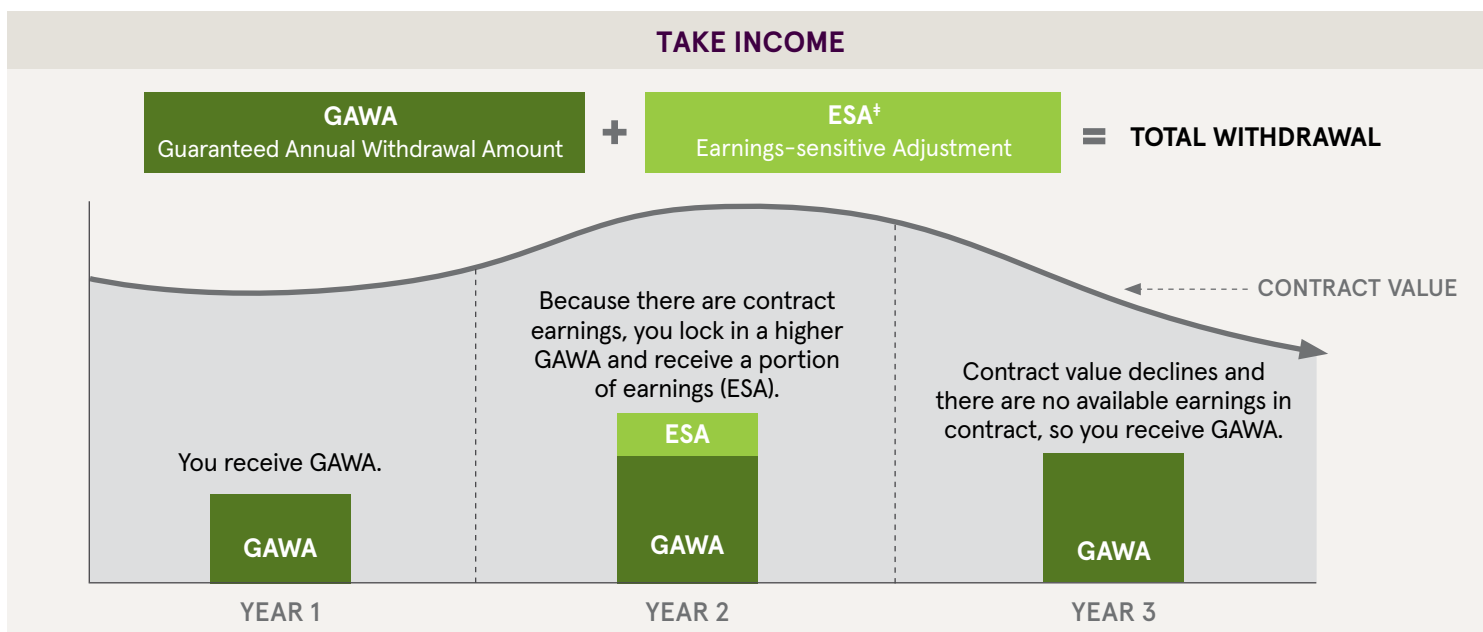 TAKE INCOME
GAWA
Guaranteed Annual Withdrawal Amount
+
ESA‡
Earnings-sensitive Adjustment
=
TOTAL WITHDRAWAL
CONTRACT VALUE
You receive GAWA.
GAWA
YEAR 1
Because there are contract
earnings, you lock in a higher
GAWA and receive a portion
of earnings (ESA).
ESA
GAWA
YEAR 2
Contract value declines and
there are no available earnings in
contract, so you receive GAWA.
GAWA
YEAR 3